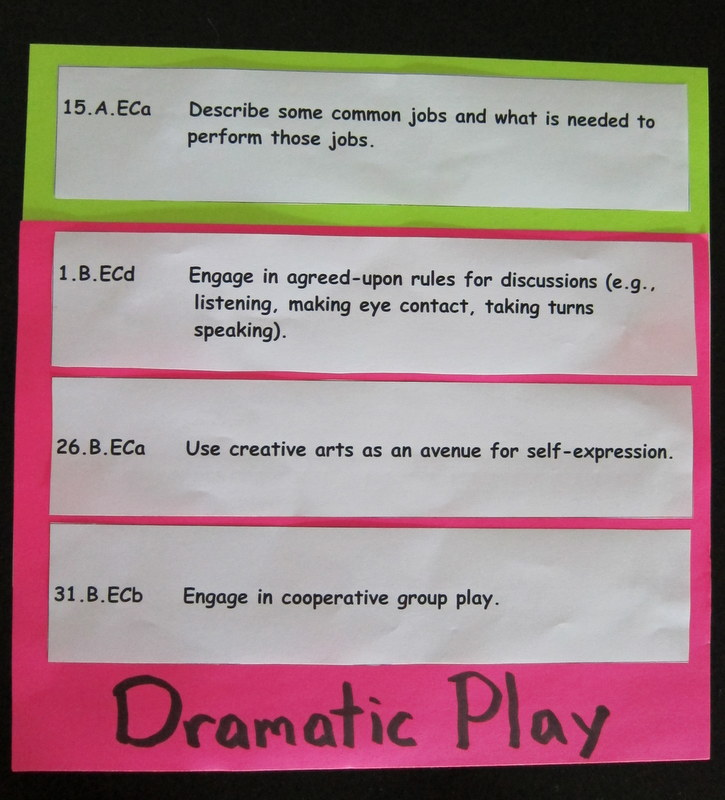 15.A.ECa Describe some common jobs and what is needed to
perform those jobs.
1.B.ECd Engage in agreed-upon rules for discussions (e.g.,
listening, making eye contact, taking turns
speaking).
26.B.ECa Use creative arts as an avenue for self-expression.
31.B.ECb Engage in cooperative group play.
Dramatic Play